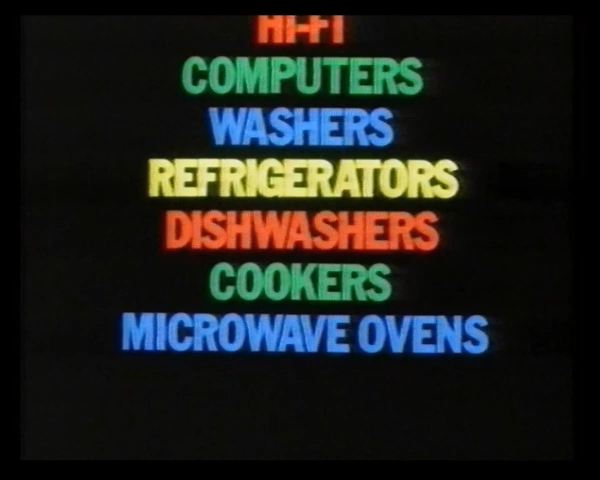 HI-FI
COMPUTERS
WASHERS
REFRIGERATORS
DISHWASHERS
COOKERS
MICROWAVE OVENS